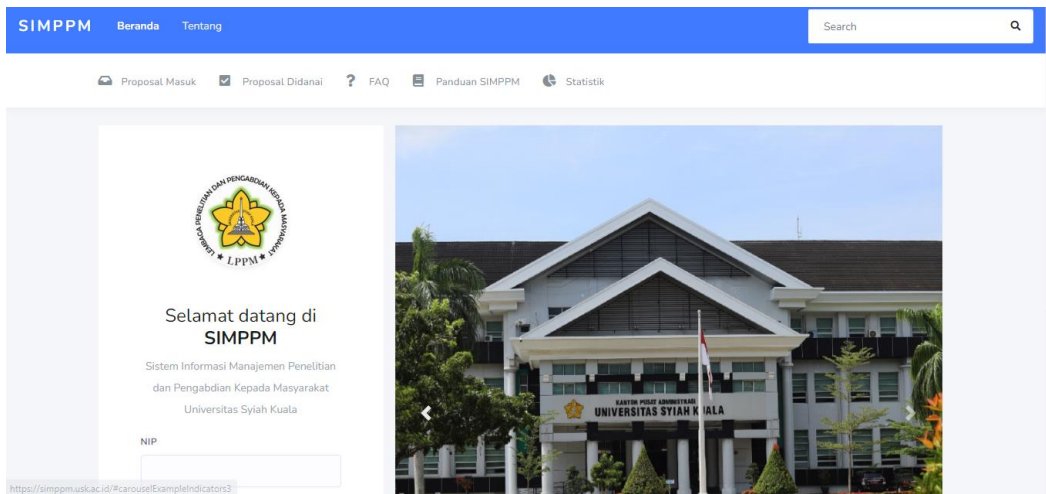 SIMPPM Beranda Tentang Search
Proposal Masuk Proposal Didanai ? FAQ Panduan SIMPPM Statistik
LEMBAGA PENELITIAN DAN PENGABDIAN KEPADA MASYARAKAT
★ LPPM ★
Selamat datang di
SIMPPM
Sistem Informasi Manajemen Penelitian
dan Pengabdian Kepada Masyarakat
Universitas Syiah Kuala
NIP
KANTOR PUSAT ADMINISTRASI
UNIVERSITAS SYIAH KUALA
https://simppm.usk.ac.id/#carouselExampleIndicators3